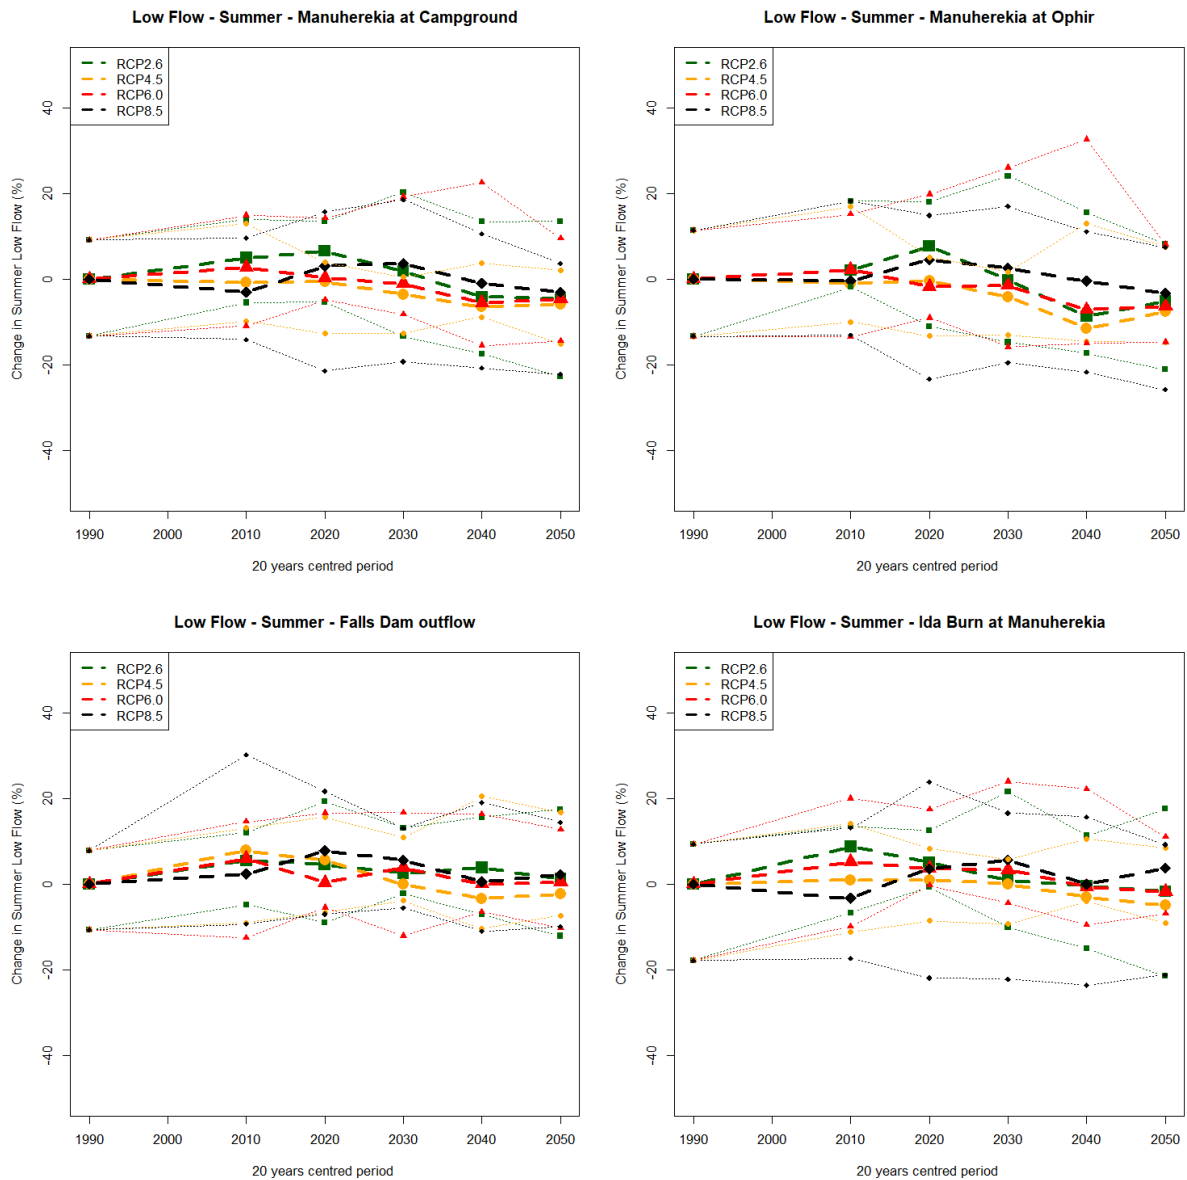 Low Flow - Summer - Manuherekia at Campground
RCP2.6
RCP4.5
RCP6.0
RCP8.5
Change in Summer Low Flow (%)
40
20
0
-20
-40
1990 2000 2010 2020 2030 2040 2050
20 years centred period
Low Flow - Summer - Manuherekia at Ophir
RCP2.6
RCP4.5
RCP6.0
RCP8.5
Change in Summer Low Flow (%)
40
20
0
-20
-40
1990 2000 2010 2020 2030 2040 2050
20 years centred period
Low Flow - Summer - Falls Dam outflow
RCP2.6
RCP4.5
RCP6.0
RCP8.5
Change in Summer Low Flow (%)
40
20
0
-20
-40
1990 2000 2010 2020 2030 2040 2050
20 years centred period
Low Flow - Summer - Ida Burn at Manuherekia
RCP2.6
RCP4.5
RCP6.0
RCP8.5
Change in Summer Low Flow (%)
40
20
0
-20
-40
1990 2000 2010 2020 2030 2040 2050
20 years centred period